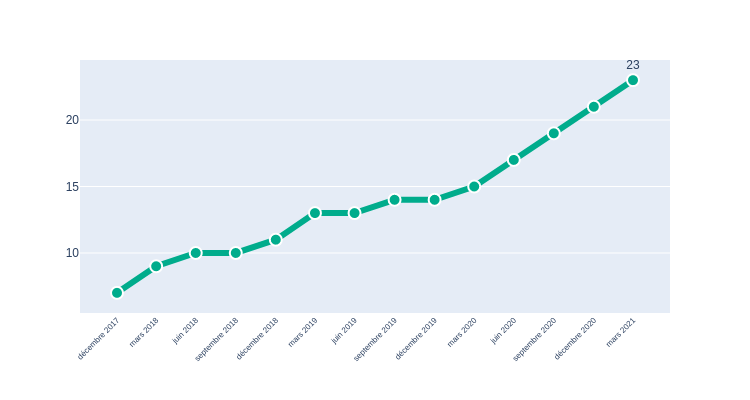 23
20
15
10
décembre 2017
mars 2018
juin 2018
septembre 2018
décembre 2018
mars 2019
juin 2019
septembre 2019
décembre 2019
mars 2020
juin 2020
septembre 2020
décembre 2020
mars 2021